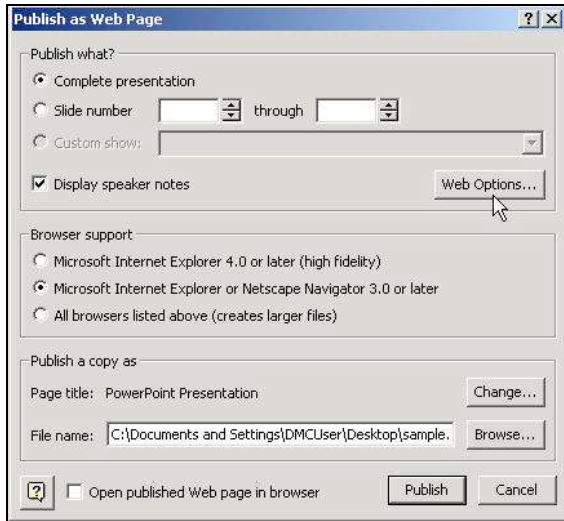 Publish as Web Page
Publish what?
Complete presentation
Slide number through
Custom show:
Display speaker notes Web Options...
Browser support
Microsoft Internet Explorer 4.0 or later (high fidelity)
Microsoft Internet Explorer or Netscape Navigator 3.0 or later
All browsers listed above (creates larger files)
Publish a copy as
Page title: PowerPoint Presentation Change...
File name: C:\Documents and Settings\DMCUser\Desktop\sample. Browse...
Open published Web page in browser Publish Cancel